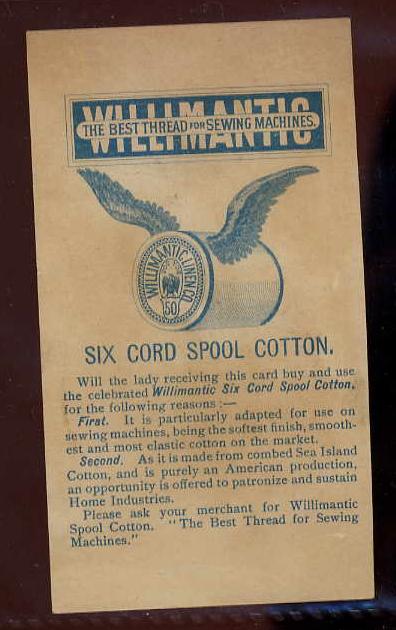 WILLIMANTIC
THE BEST THREAD FOR SEWING MACHINES.
WILLIMANTIC LINEN CO.
50
SIX CORD SPOOL COTTON.
Will the lady receiving this card buy and use
the celebrated Willimantic Six Cord Spool Cotton,
for the following reasons :—
First. It is particularly adapted for use on
sewing machines, being the softest finish, smooth-
est and most elastic cotton on the market.
Second. As it is made from combed Sea Island
Cotton, and is purely an American production,
an opportunity is offered to patronize and sustain
Home Industries.
Please ask your merchant for Willimantic
Spool Cotton. "The Best Thread for Sewing
Machines."